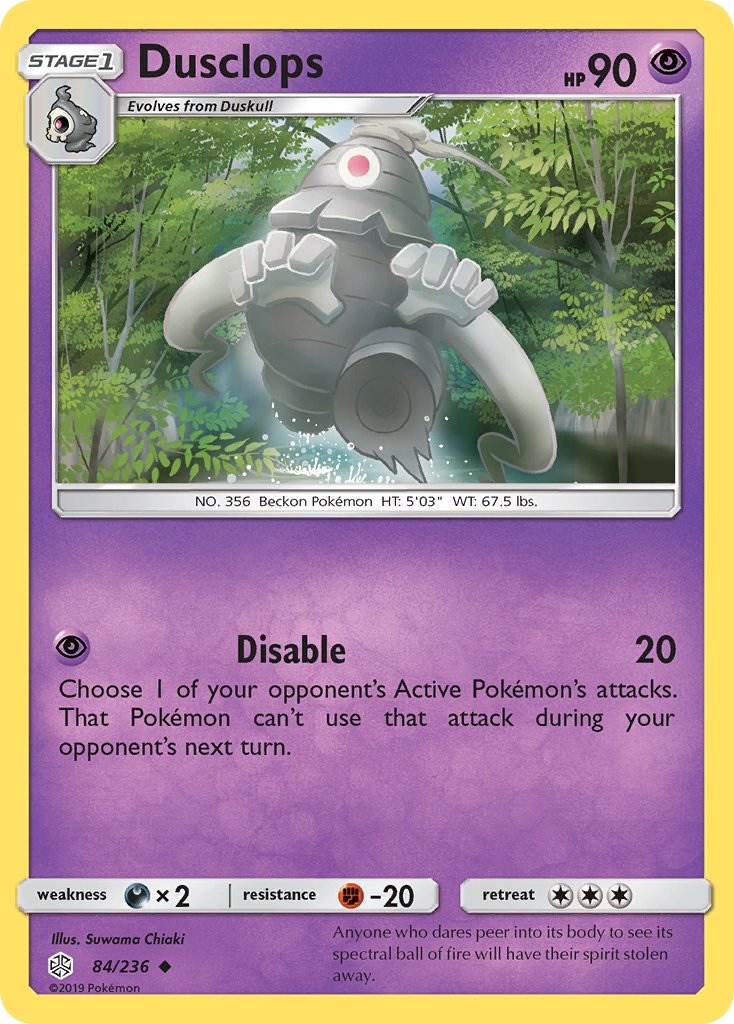 STAGE1
Dusclops
HP 90
Evolves from Duskull
NO. 356 Beckon Pokémon HT: 5'03" WT: 67.5 lbs.
Disable 20
Choose 1 of your opponent's Active Pokémon's attacks.
That Pokémon can't use that attack during your
opponent's next turn.
weakness ×2 resistance -20 retreat
Illus. Suwama Chiaki
84/236
©2019 Pokémon
Anyone who dares peer into its body to see its
spectral ball of fire will have their spirit stolen
away.